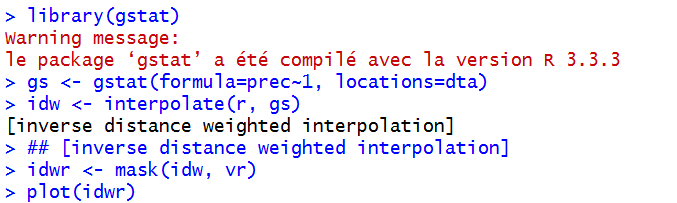 > library(gstat)
Warning message:
le package ‘gstat’ a été compilé avec la version R 3.3.3
> gs <- gstat(formula=prec~1, locations=dta)
> idw <- interpolate(r, gs)
[inverse distance weighted interpolation]
> ## [inverse distance weighted interpolation]
> idwr <- mask(idw, vr)
> plot(idwr)